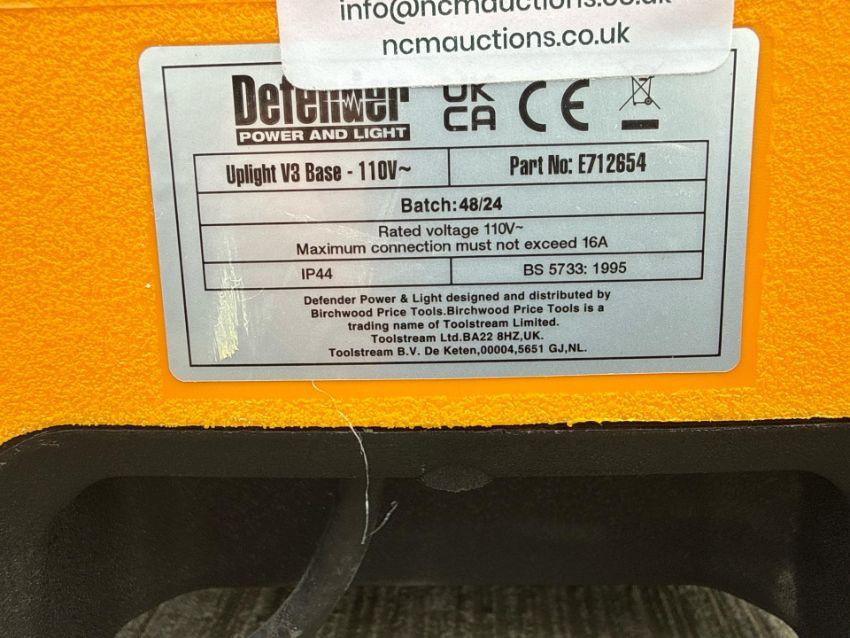 info@ncmauctions.co.uk
ncmauctions.co.uk
Defender
POWER AND LIGHT
UK
CA
CE
Uplight V3 Base - 110V~
Part No: E712654
Batch: 48/24
Rated voltage 110V~
Maximum connection must not exceed 16A
IP44
BS 5733: 1995
Defender Power & Light designed and distributed by
Birchwood Price Tools.Birchwood Price Tools is a
trading name of Toolstream Limited.
Toolstream Ltd.BA22 8HZ,UK.
Toolstream B.V. De Keten,00004,5651 GJ,NL.